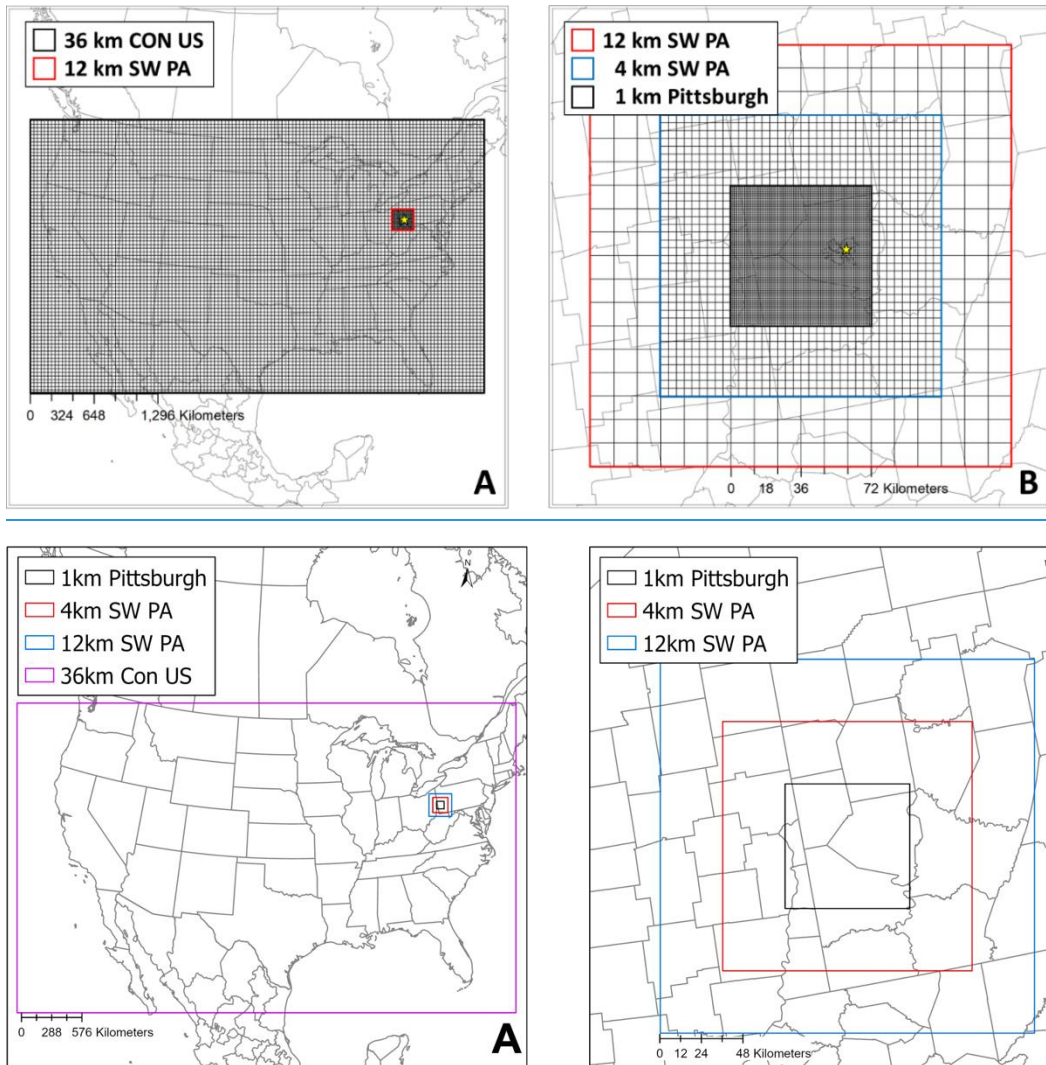 36 km CON US
12 km SW PA
0 324 648 1,296 Kilometers
A
12 km SW PA
4 km SW PA
1 km Pittsburgh
0 18 36 72 Kilometers
B
1km Pittsburgh
4km SW PA
12km SW PA
36km Con US
N
0 288 576 Kilometers
A
1km Pittsburgh
4km SW PA
12km SW PA
0 12 24 48 Kilometers